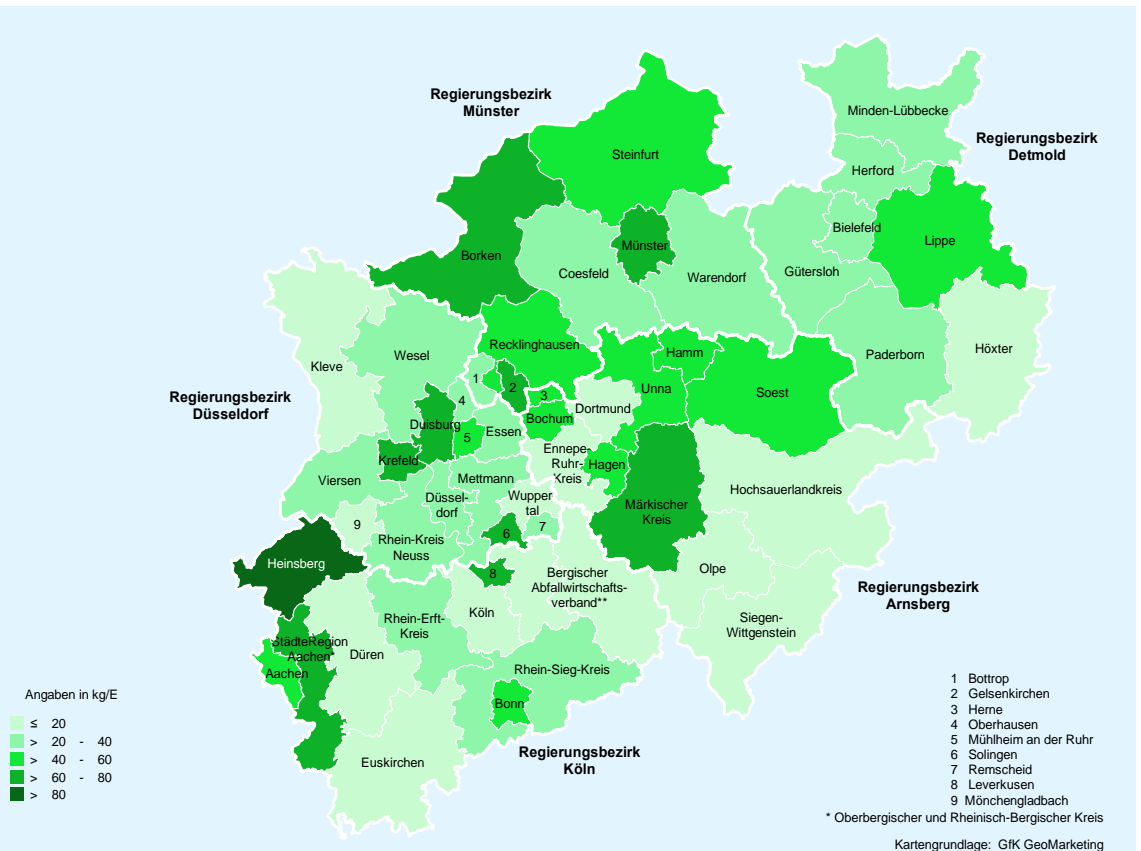 Regierungsbezirk
Münster
Minden-Lübbecke
Regierungsbezirk
Detmold
Steinfurt
Herford
Bielefeld
Lippe
Münster
Borken
Coesfeld
Warendorf
Gütersloh
Recklinghausen
Hamm
Paderborn
Höxter
Wesel
Kleve
1
2
3
4
5
Unna
Soest
Dortmund
Bochum
Regierungsbezirk
Düsseldorf
Duisburg
Essen
Ennepe-
Ruhr-
Kreis
Hagen
Krefeld
Viersen
Mettmann
Düssel-
dorf
Wupper
tal
Märkischer
Kreis
Hochsauerlandkreis
9
6
7
Rhein-Kreis
Neuss
Heinsberg
8
Bergischer
Abfallwirtschafts-
verband**
Olpe
Regierungsbezirk
Arnsberg
Köln
Rhein-Erft-
Kreis
Siegen-
Wittgenstein
StädteRegion
Aachen*
Aachen
Düren
Rhein-Sieg-Kreis
Bonn
Euskirchen
Regierungsbezirk
Köln
Angaben in kg/E
≤ 20
> 20 - 40
> 40 - 60
> 60 - 80
> 80
1 Bottrop
2 Gelsenkirchen
3 Herne
4 Oberhausen
5 Mühlheim an der Ruhr
6 Solingen
7 Remscheid
8 Leverkusen
9 Mönchengladbach
* Oberbergischer und Rheinisch-Bergischer Kreis
Kartengrundlage: GfK GeoMarketing